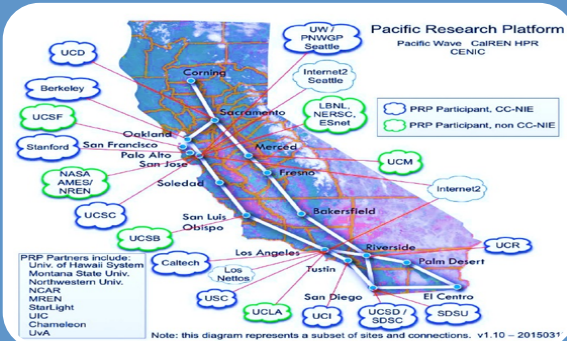 Pacific Research Platform
Pacific Wave CalREN HPR
CENIC
UW /
PNWGP
Seattle
UCD
Internet2
Seattle
Corning
Berkeley
LBNL,
NERSC,
ESnet
PRP Participant, CC-NIE
PRP Participant, non CC-NIE
UCSF
Sacramento
Oakland
Stanford
San Francisco
Merced
Palo Alto
San Jose
UCM
Fresno
NASA
AMES/
NREN
Soledad
Internet2
UCSC
Bakersfield
San Luis
Obispo
UCSB
Riverside
UCR
Los Angeles
Caltech
Palm Desert
Los
Nettos
Tustin
USC
San Diego
El Centro
UCLA
UCI
UCSD /
SDSC
SDSU
PRP Partners include:
Univ. of Hawaii System
Montana State Univ.
Northwestern Univ.
NCAR
MREN
StarLight
UIC
Chameleon
UvA
Note: this diagram represents a subset of sites and connections. v1.10 – 2015031